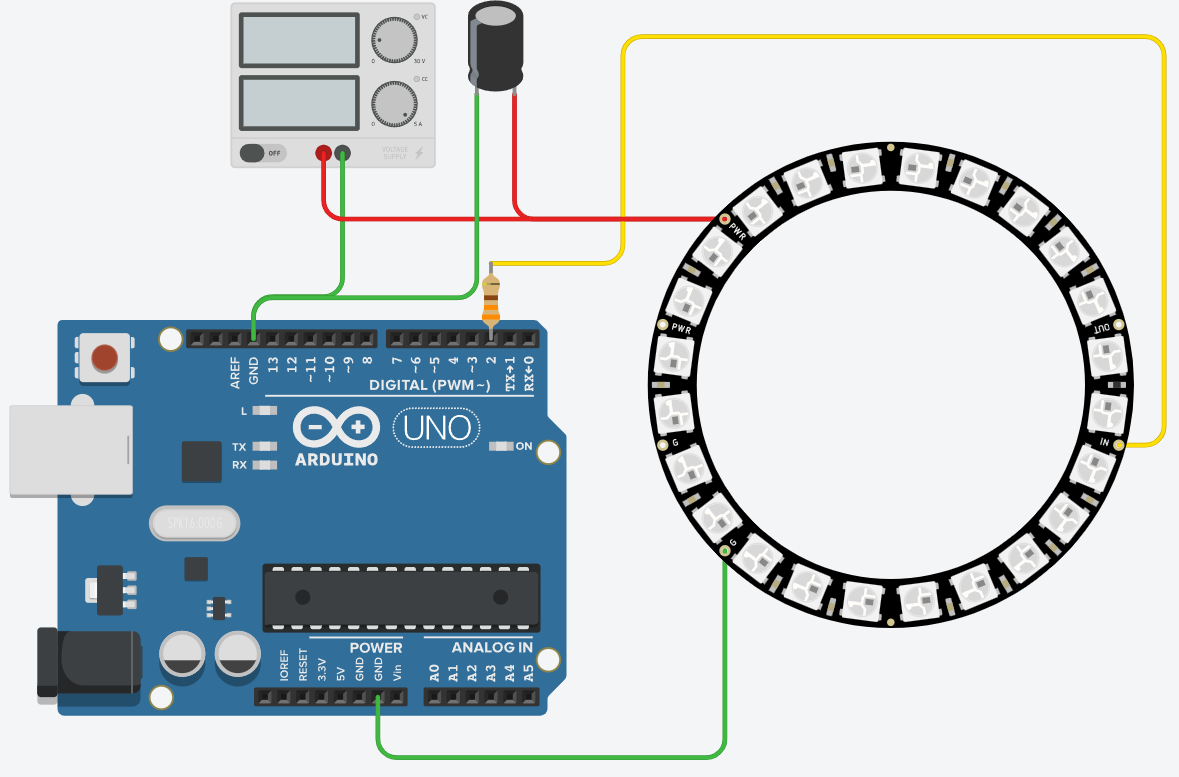 VC
0 30 V
CC
0 5 A
OFF
VOLTAGE
SUPPLY
PWR
PWR
OUT
IN
G
G
AREF
GND
13
12
~11
~10
~9
8
7
~6
~5
4
~3
2
TX→1
RX←0
DIGITAL (PWM~)
L
TX
RX
ARDUINO
UNO
ON
SPK16.000G
POWER
ANALOG IN
IOREF
RESET
3.3V
5V
GND
GND
Vin
A0
A1
A2
A3
A4
A5